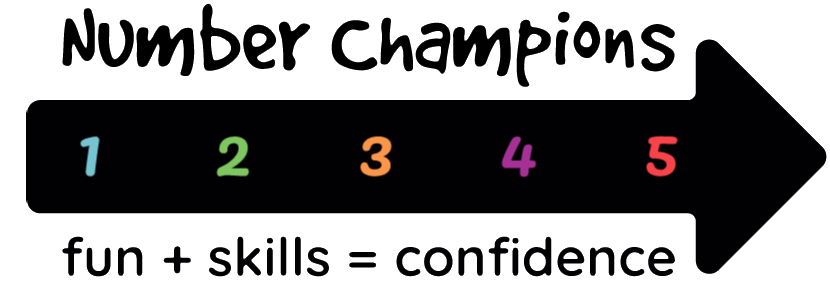 Number Champions
1 2 3 4 5
fun + skills = confidence